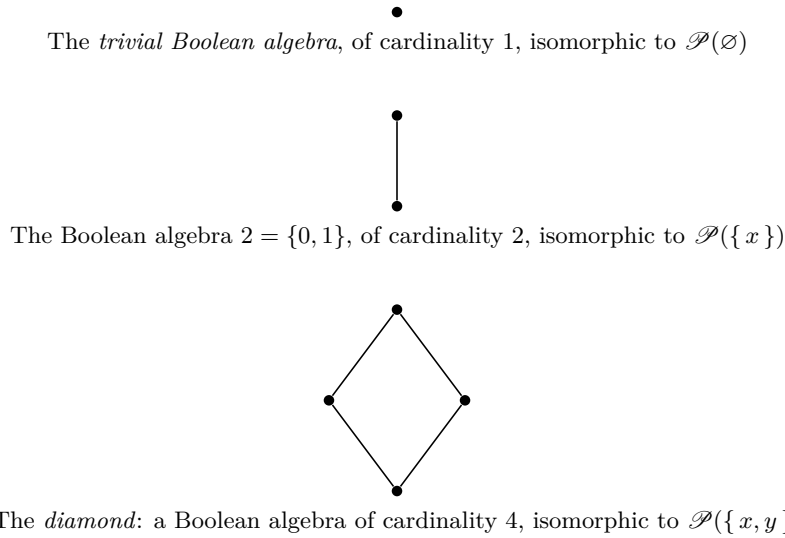 The trivial Boolean algebra, of cardinality 1, isomorphic to 𝒫(∅)
The Boolean algebra 2 = {0, 1}, of cardinality 2, isomorphic to 𝒫({ x })
The diamond: a Boolean algebra of cardinality 4, isomorphic to 𝒫({ x, y }